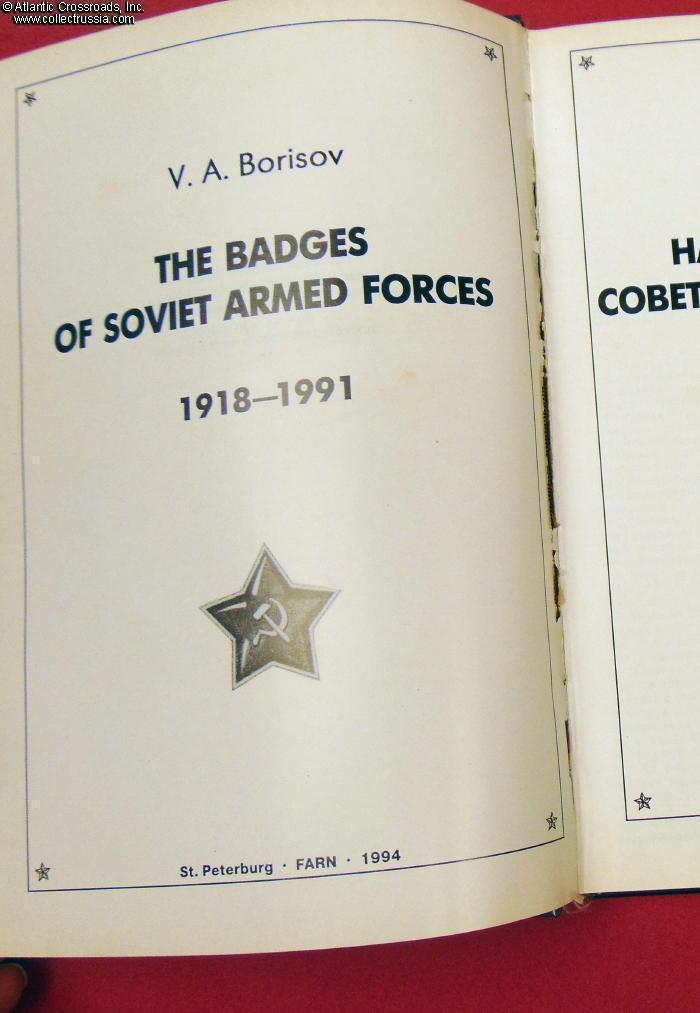 © Atlantic Crossroads, Inc.
www.collectrussia.com
V. A. Borisov
THE BADGES
OF SOVIET ARMED FORCES
1918—1991
St. Peterburg · FARN · 1994